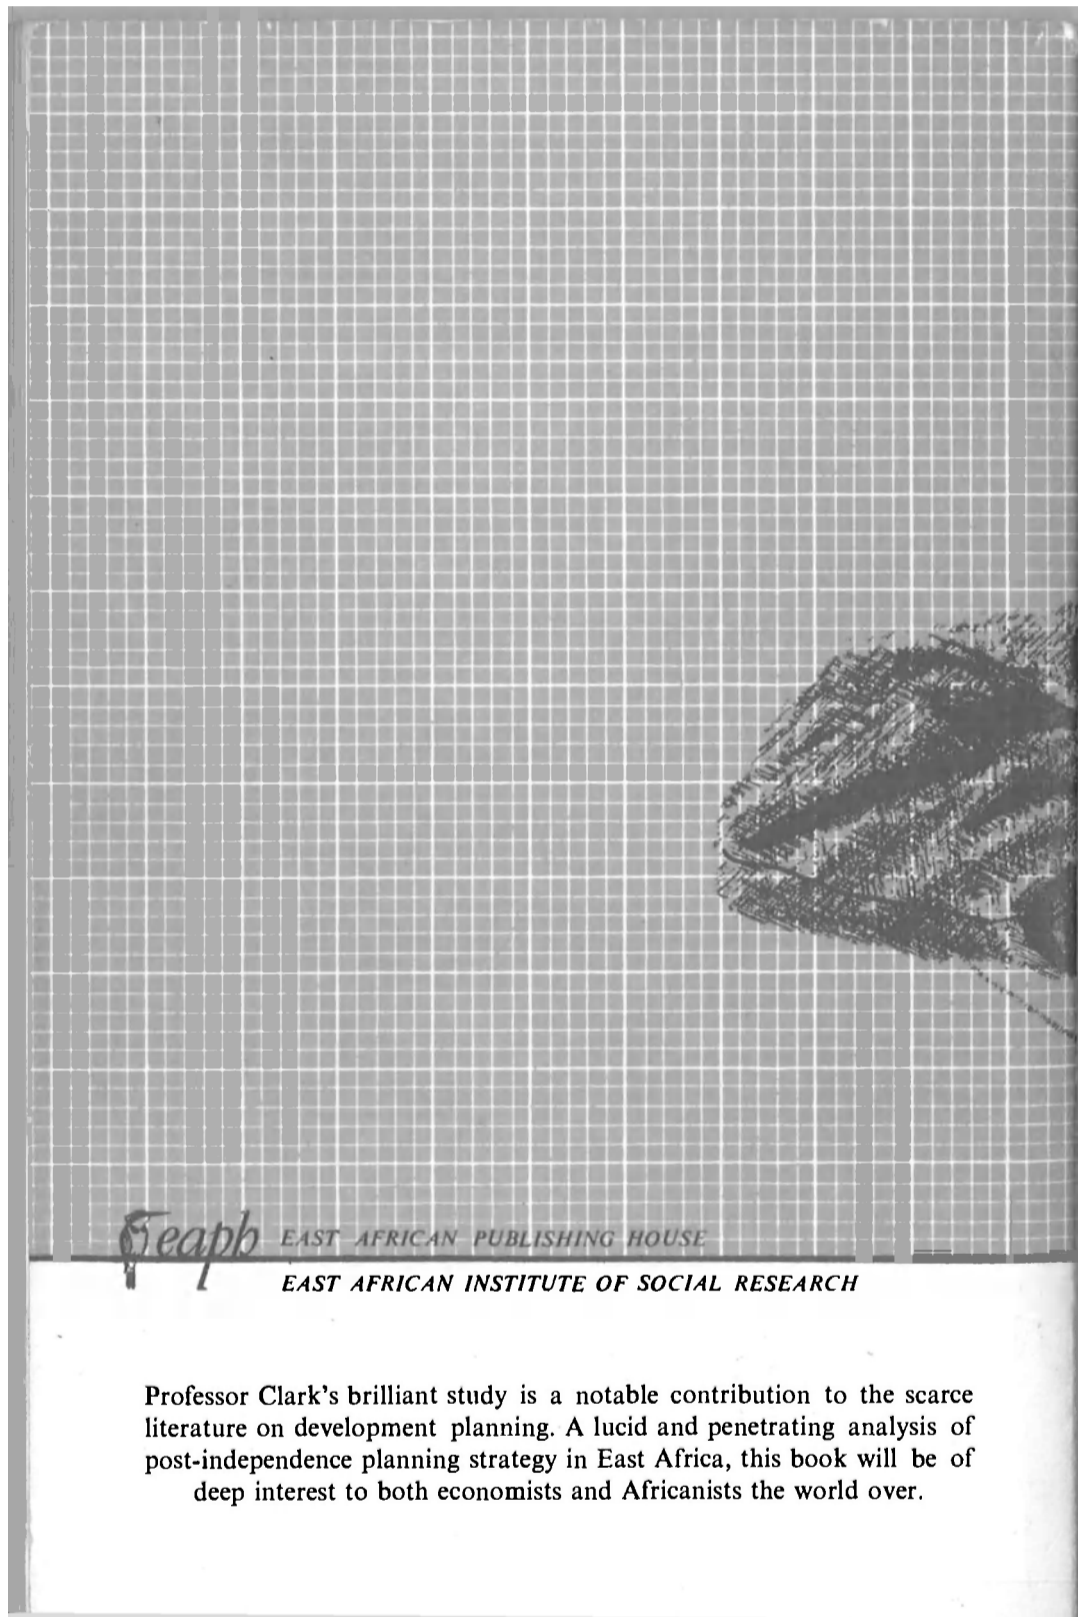 eaph EAST AFRICAN PUBLISHING HOUSE
EAST AFRICAN INSTITUTE OF SOCIAL RESEARCH
Professor Clark’s brilliant study is a notable contribution to the scarce
literature on development planning. A lucid and penetrating analysis of
post-independence planning strategy in East Africa, this book will be of
deep interest to both economists and Africanists the world over.